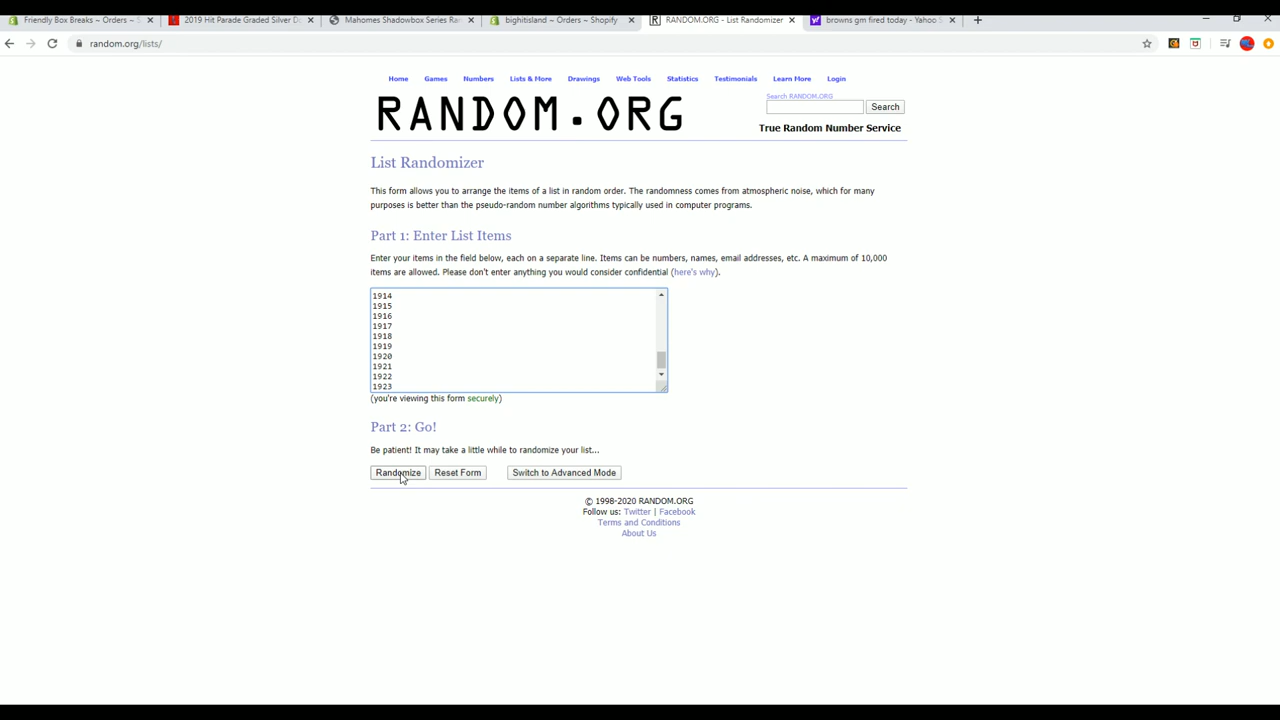 Friendly Box Breaks ~ Orders ~ S
2019 Hit Parade Graded Silver D
Mahomes Shadowbox Series Ra
bighitisland ~ Orders ~ Shopify
RANDOM.ORG - List Randomizer
browns gm fired today - Yahoo S
random.org/lists/
Home Games Numbers Lists & More Drawings Web Tools Statistics Testimonials Learn More Login
RANDOM.ORG
Search RANDOM.ORG
Search
True Random Number Service
List Randomizer
This form allows you to arrange the items of a list in random order. The randomness comes from atmospheric noise, which for many
purposes is better than the pseudo-random number algorithms typically used in computer programs.
Part 1: Enter List Items
Enter your items in the field below, each on a separate line. Items can be numbers, names, email addresses, etc. A maximum of 10,000
items are allowed. Please don't enter anything you would consider confidential (here's why).
1914
1915
1916
1917
1918
1919
1920
1921
1922
1923
(you're viewing this form securely)
Part 2: Go!
Be patient! It may take a little while to randomize your list...
Randomize Reset Form Switch to Advanced Mode
© 1998-2020 RANDOM.ORG
Follow us: Twitter | Facebook
Terms and Conditions
About Us